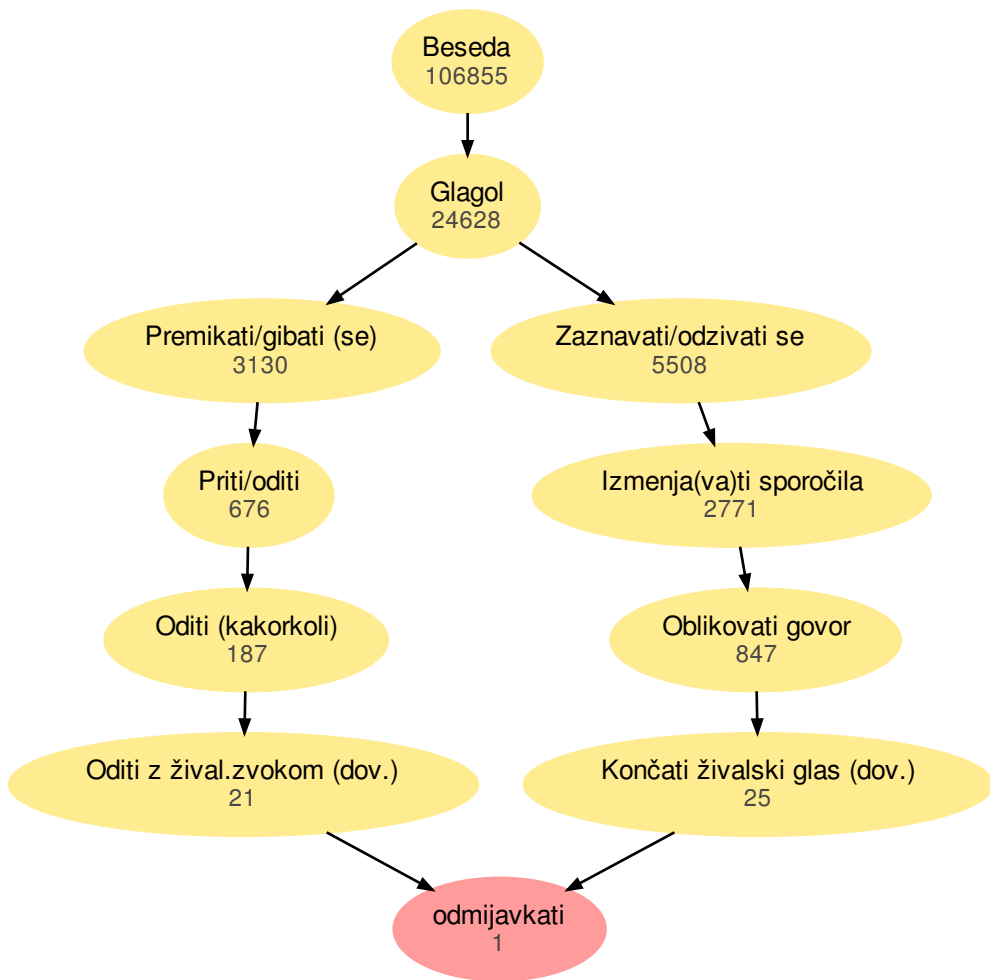 Beseda
106855
Glagol
24628
Premikati/gibati (se)
3130
Zaznavati/odzivati se
5508
Priti/oditi
676
Izmenja(va)ti sporočila
2771
Oditi (kakorkoli)
187
Oblikovati govor
847
Oditi z žival.zvokom (dov.)
21
Končati živalski glas (dov.)
25
odmijavkati
1